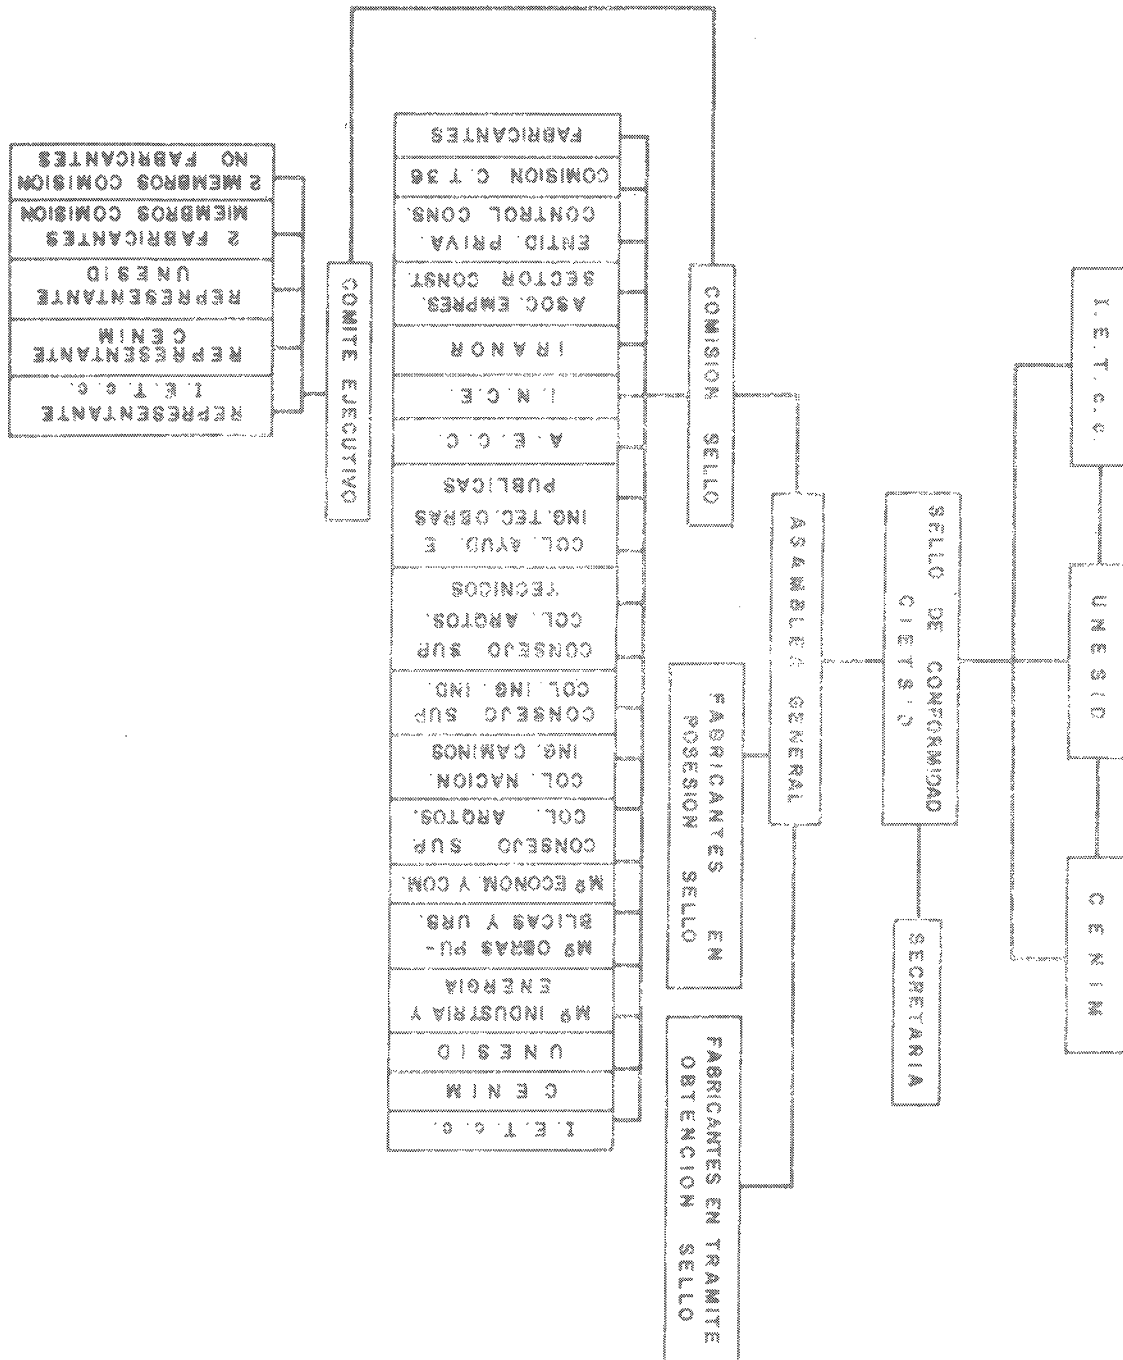 I. E. T. c. c.
UNESID
CENIM
SELLO DE CONFORMIDAD
CIETSID
SECRETARIA
ASAMBLEA GENERAL
COMISION SELLO
FABRICANTES EN
POSESION SELLO
FABRICANTES EN TRAMITE
OBTENCION SELLO
I. E. T. c. c.
CENIM
UNESID
Mº INDUSTRIA Y
ENERGIA
Mº OBRAS PU-
BLICAS Y URB.
Mº ECONOM. Y COM.
CONSEJO SUP.
COL. ARQTOS.
COL. NACION.
ING. CAMINOS
CONSEJO SUP
COL. ING. IND.
CONSEJO SUP
COL. ARQTOS.
TECNICOS
COL. AYUD. E
ING. TEC. OBRAS
PUBLICAS
A. E. C. C.
I. N. C. E.
IRANOR
ASOC. EMPRES.
SECTOR CONST
ENTID. PRIVA.
CONTROL CONS.
COMISION C. T 36
FABRICANTES
COMITE EJECUTIVO
REPRESENTANTE
I. E. T. c. c.
REPRESENTANTE
CENIM
REPRESENTANTE
UNESID
2 FABRICANTES
MIEMBROS COMISION
2 MEMBROS COMISION
NO FABRICANTES